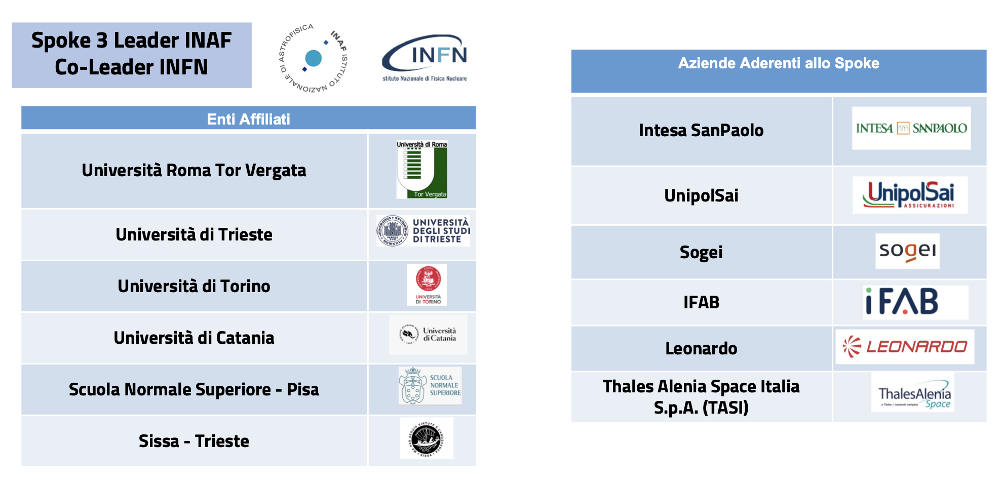 Spoke 3 Leader INAF
Co-Leader INFN
INAF ISTITUTO NAZIONALE DI ASTROFISICA
INFN
stituto Nazionale di Fisica Nucleare
Enti Affiliati
Università Roma Tor Vergata
Università di Roma
Tor Vergata
Università di Trieste
UNIVERSITÀ
DEGLI STUDI
DI TRIESTE
Università di Torino
UNIVERSITÀ
DI TORINO
Università di Catania
Università
di Catania
Scuola Normale Superiore - Pisa
SCUOLA
NORMALE
SUPERIORE
Sissa - Trieste
MA PER SEGUIR VIRTUTE E CANOSCENZA
SISSA
Aziende Aderenti allo Spoke
Intesa SanPaolo
INTESA SANPAOLO
UnipolSai
UnipolSai
ASSICURAZIONI
Sogei
sogei
IFAB
iFAB
Leonardo
LEONARDO
Thales Alenia Space Italia
S.p.A. (TASI)
ThalesAlenia
a Thales / Leonardo company
Space